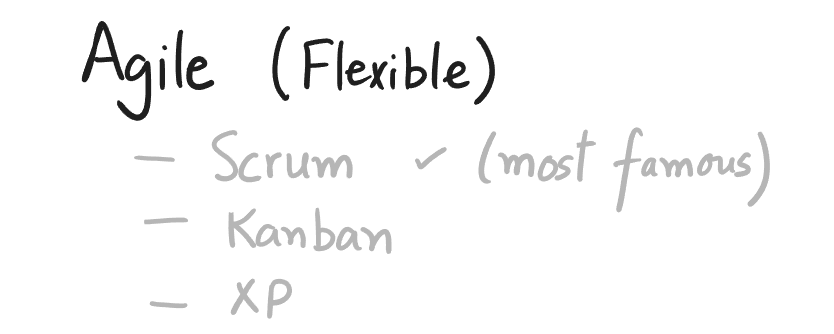 Agile (Flexible)
– Scrum ✓ (most famous)
– Kanban
– XP